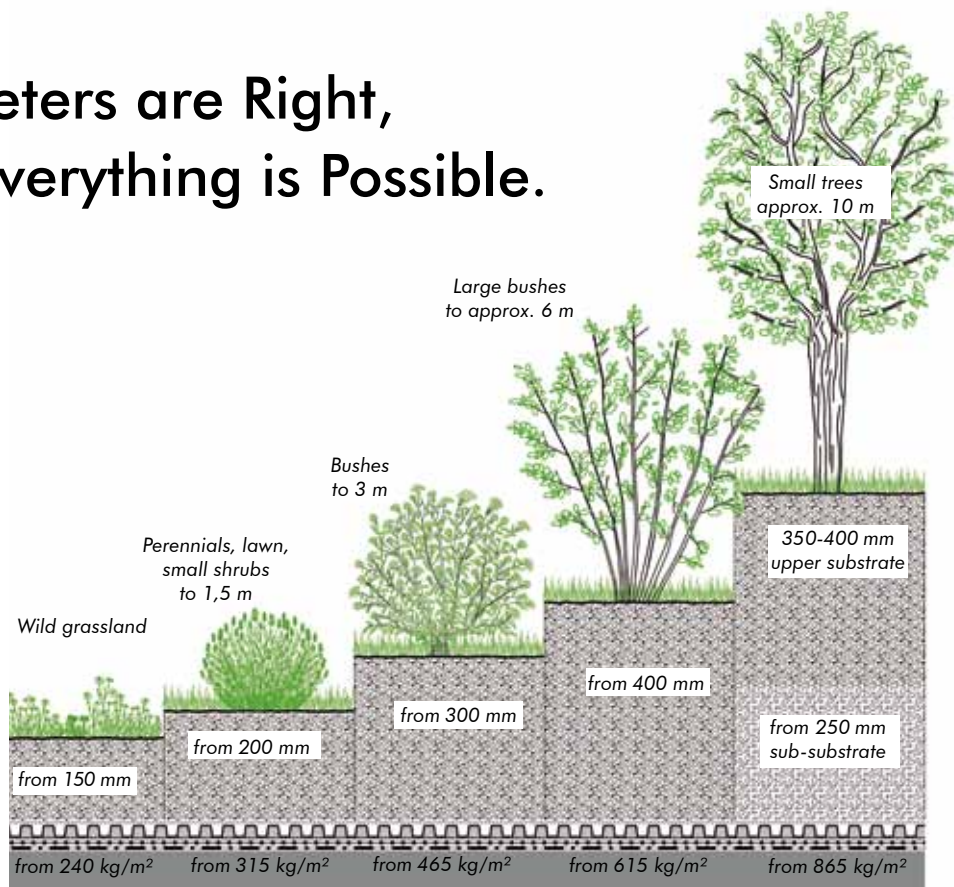 eters are Right,
verything is Possible.
Small trees
approx. 10 m
Large bushes
to approx. 6 m
Bushes
to 3 m
Perennials, lawn,
small shrubs
to 1,5 m
Wild grassland
350-400 mm
upper substrate
from 400 mm
from 300 mm
from 250 mm
sub-substrate
from 200 mm
from 150 mm
from 240 kg/m²
from 315 kg/m²
from 465 kg/m²
from 615 kg/m²
from 865 kg/m²